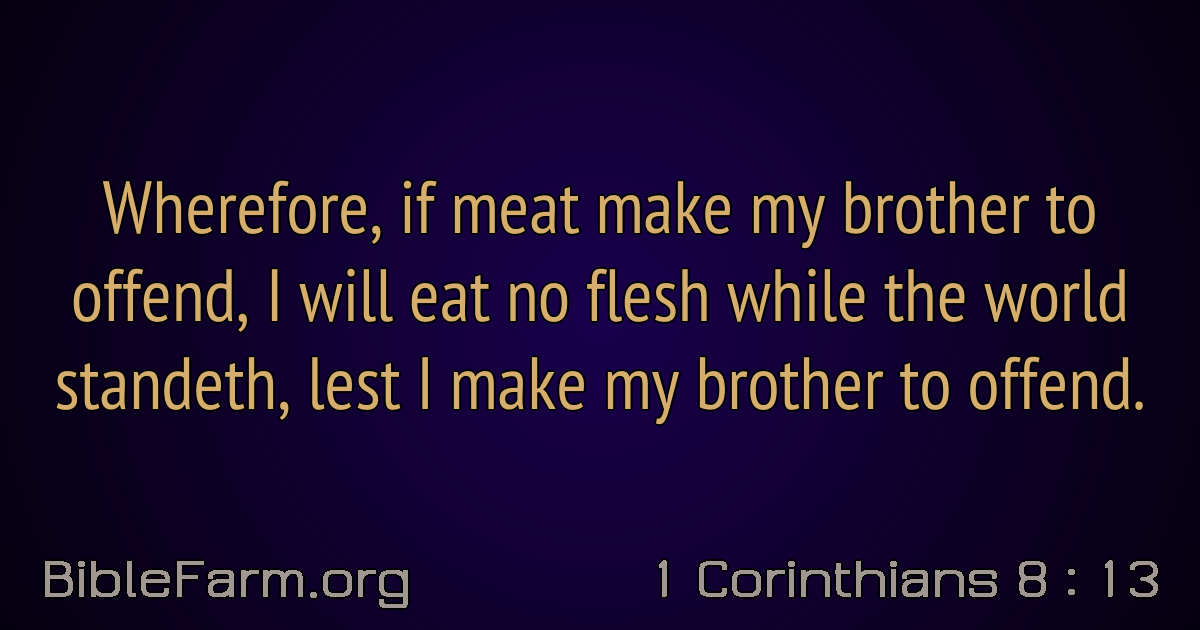 Wherefore, if meat make my brother to
offend, I will eat no flesh while the world
standeth, lest I make my brother to offend.
BibleFarm.org
1 Corinthians 8 : 13